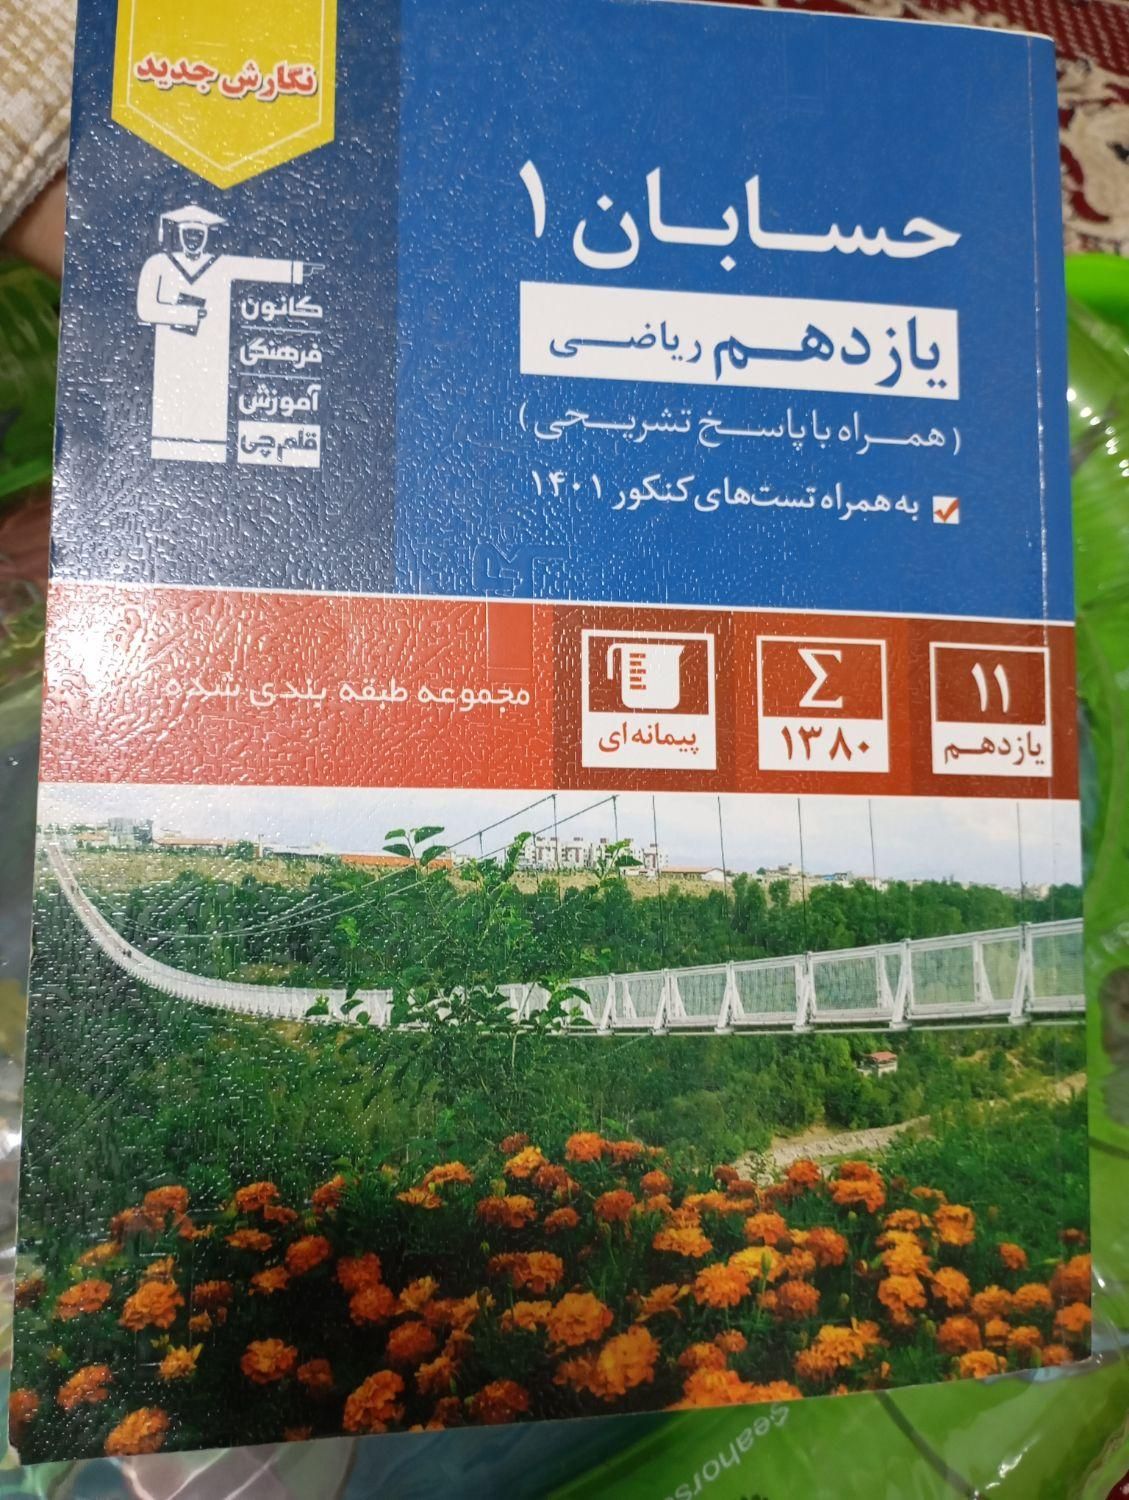 نگارش جدید
حسابان ۱
یازدهم ریاضی
(همراه با پاسخ تشریحی)
به همراه تست‌های کنکور ۱۴۰۱
کانون
فرهنگی
آموزش
قلم‌چی
۱۱
یازدهم
Σ
۱۳۸۰
پیمانه‌ای
مجموعه طبقه بندی شده
Seahors